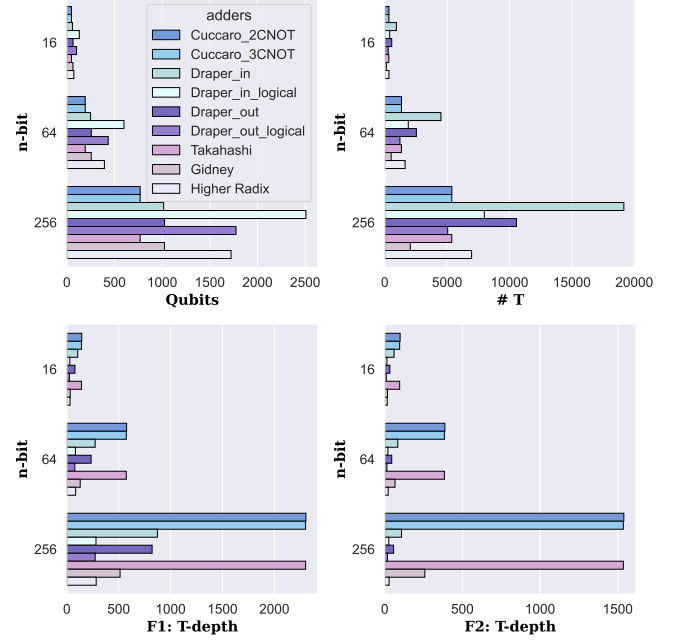 adders
Cuccaro_2CNOT
Cuccaro_3CNOT
Draper_in
Draper_in_logical
Draper_out
Draper_out_logical
Takahashi
Gidney
Higher Radix
n-bit
16
64
256
0 500 1000 1500 2000 2500
Qubits
n-bit
16
64
256
0 5000 10000 15000 20000
# T
n-bit
16
64
256
0 500 1000 1500 2000
F1: T-depth
n-bit
16
64
256
0 500 1000 1500
F2: T-depth